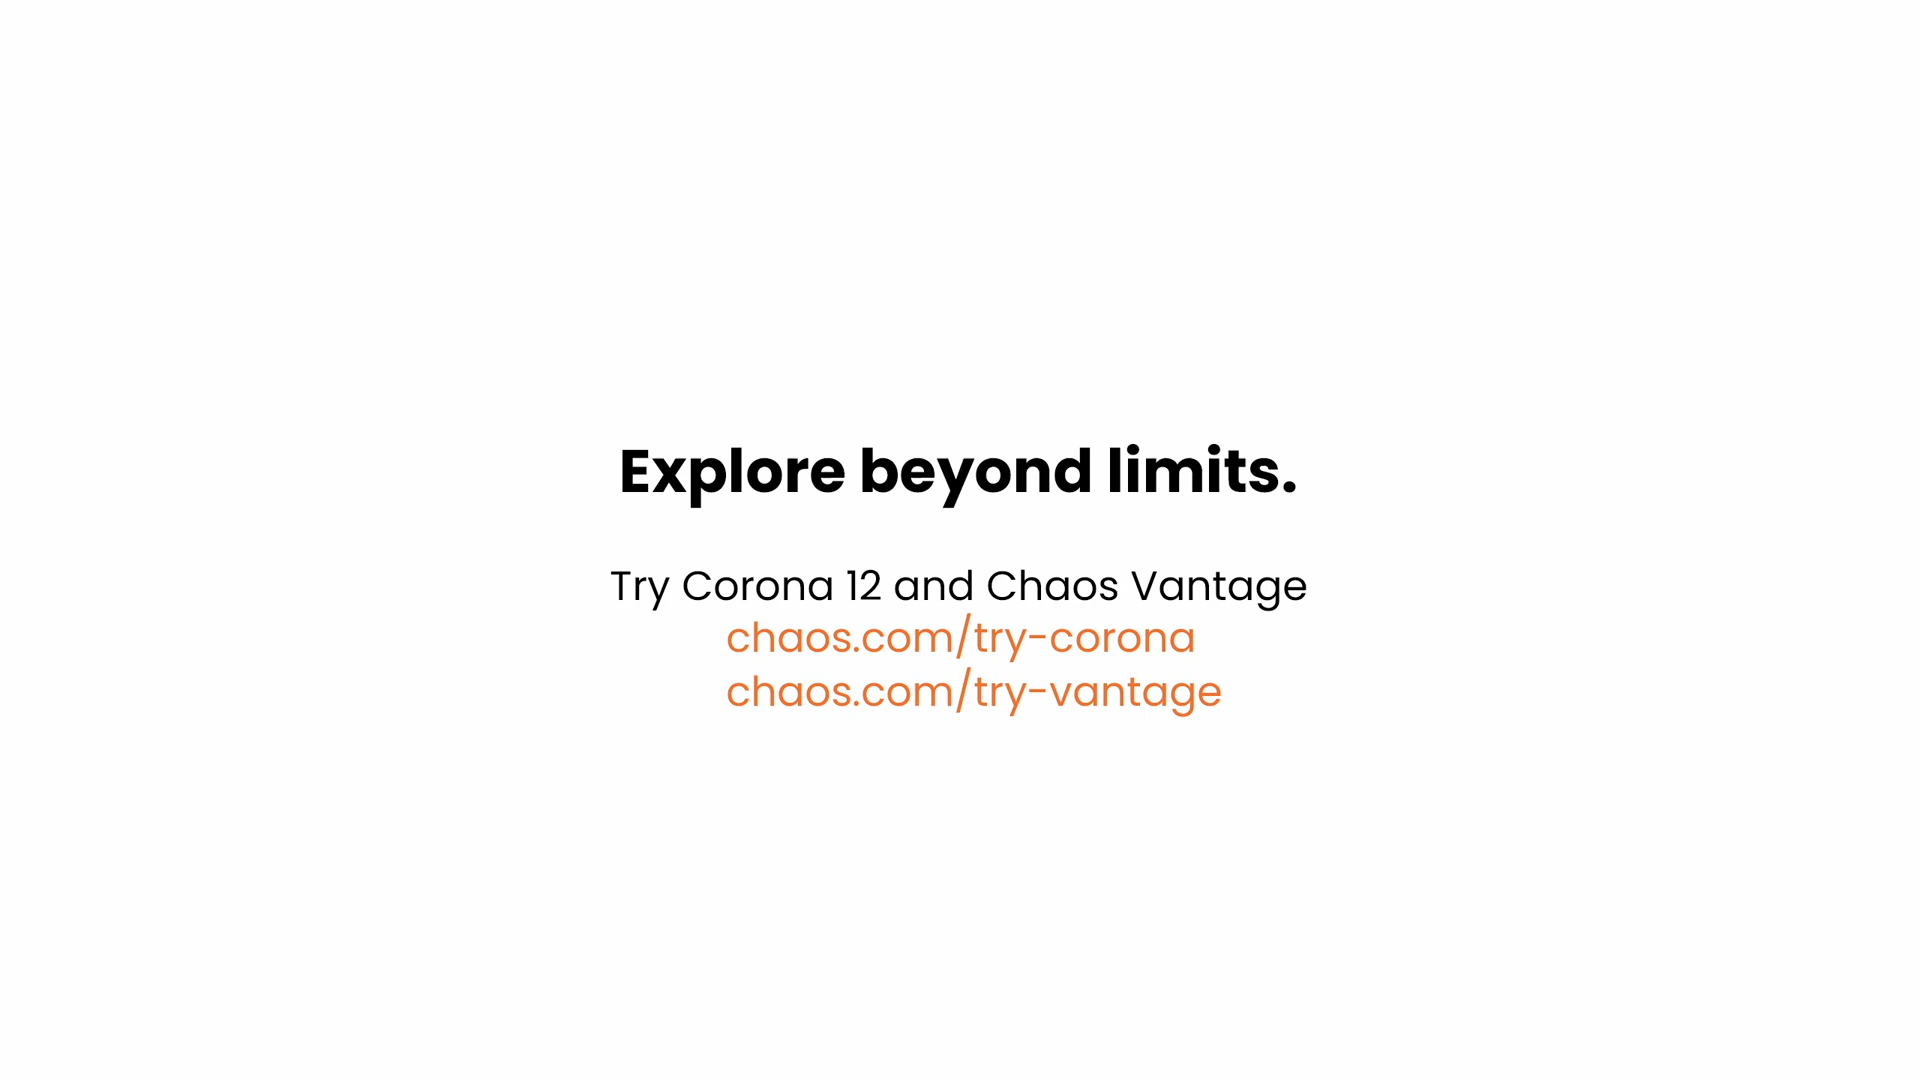 Explore beyond limits.
Try Corona 12 and Chaos Vantage
chaos.com/try-corona
chaos.com/try-vantage